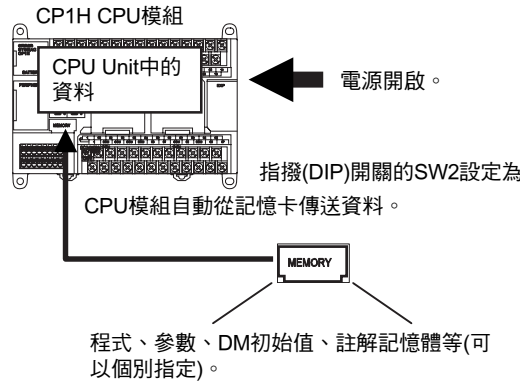 CP1H CPU模組
CPU Unit中的
資料
電源開啟。
MEMORY
指撥(DIP)開關的SW2設定為
CPU模組自動從記憶卡傳送資料。
MEMORY
程式、參數、DM初始值、註解記憶體等(可
以個別指定)。